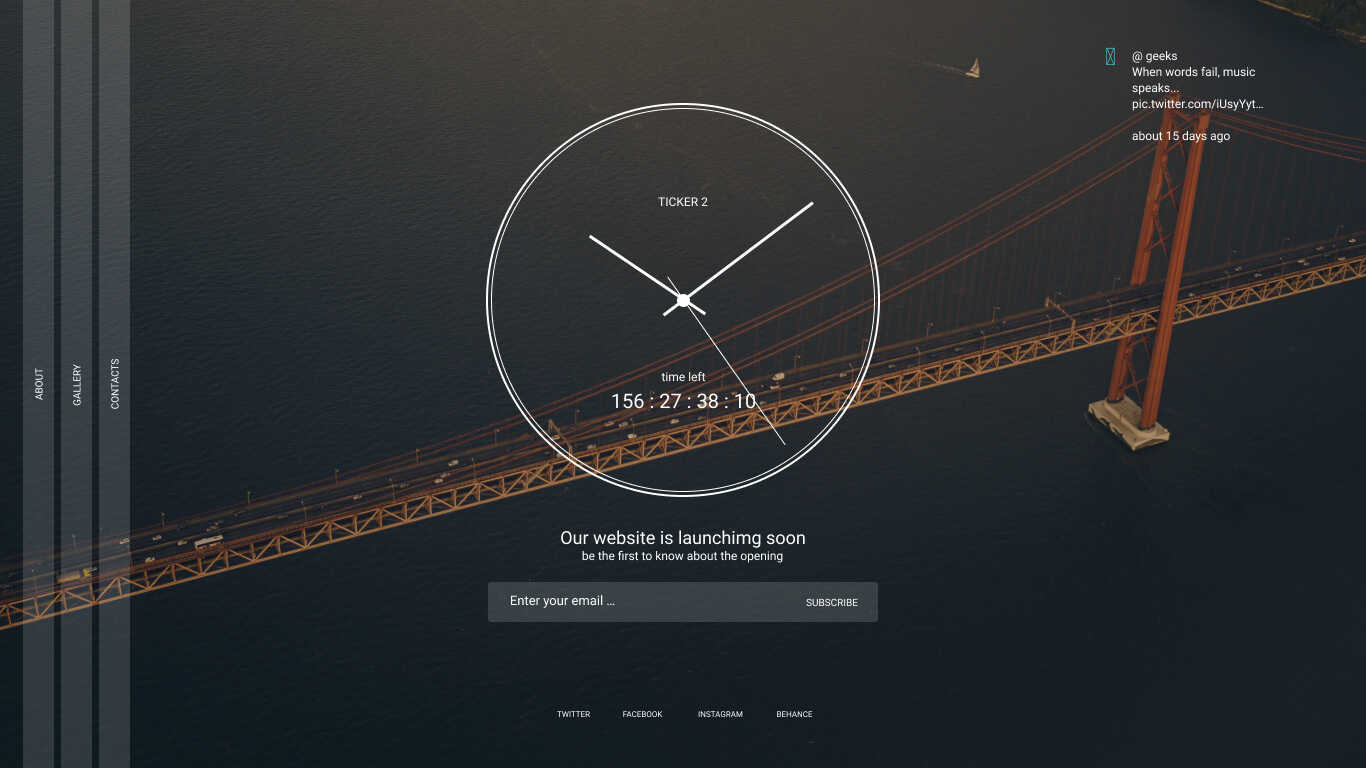 @ geeks
When words fail, music
speaks...
pic.twitter.com/iUsyYyt...
about 15 days ago
TICKER 2
time left
156 : 27 : 38 : 10
ABOUT
GALLERY
CONTACTS
Our website is launchimg soon
be the first to know about the opening
Enter your email ...
SUBSCRIBE
TWITTER
FACEBOOK
INSTAGRAM
BEHANCE